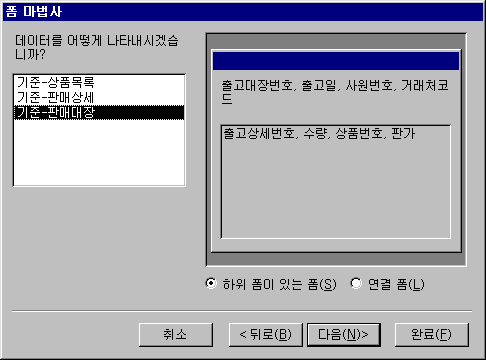 폼 마법사
데이터를 어떻게 나타내시겠습
니까?
기준-상품목록
기준-판매상세
기준-판매대장
출고대장번호, 출고일, 사원번호, 거래처코
드
출고상세번호, 수량, 상품번호, 판가
하위 폼이 있는 폼(S)
연결 폼(L)
취소
< 뒤로(B)
다음(N)>
완료(F)